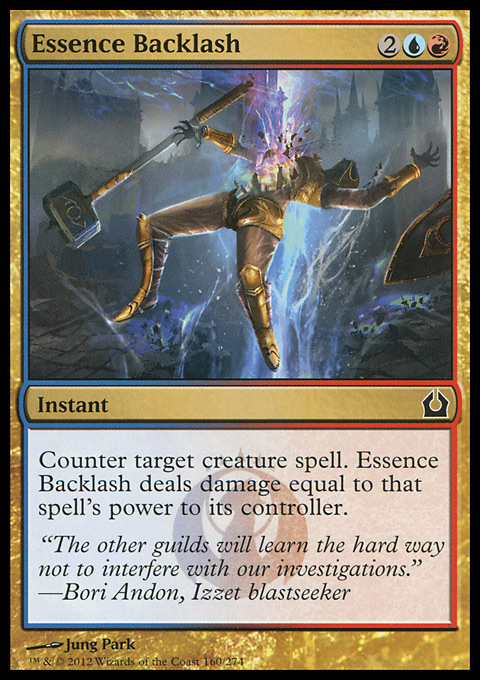 Essence Backlash 2
Instant
Counter target creature spell. Essence
Backlash deals damage equal to that
spell's power to its controller.
"The other guilds will learn the hard way
not to interfere with our investigations."
—Bori Andon, Izzet blastseeker
Jung Park
™ & © 2012 Wizards of the Coast 160/274